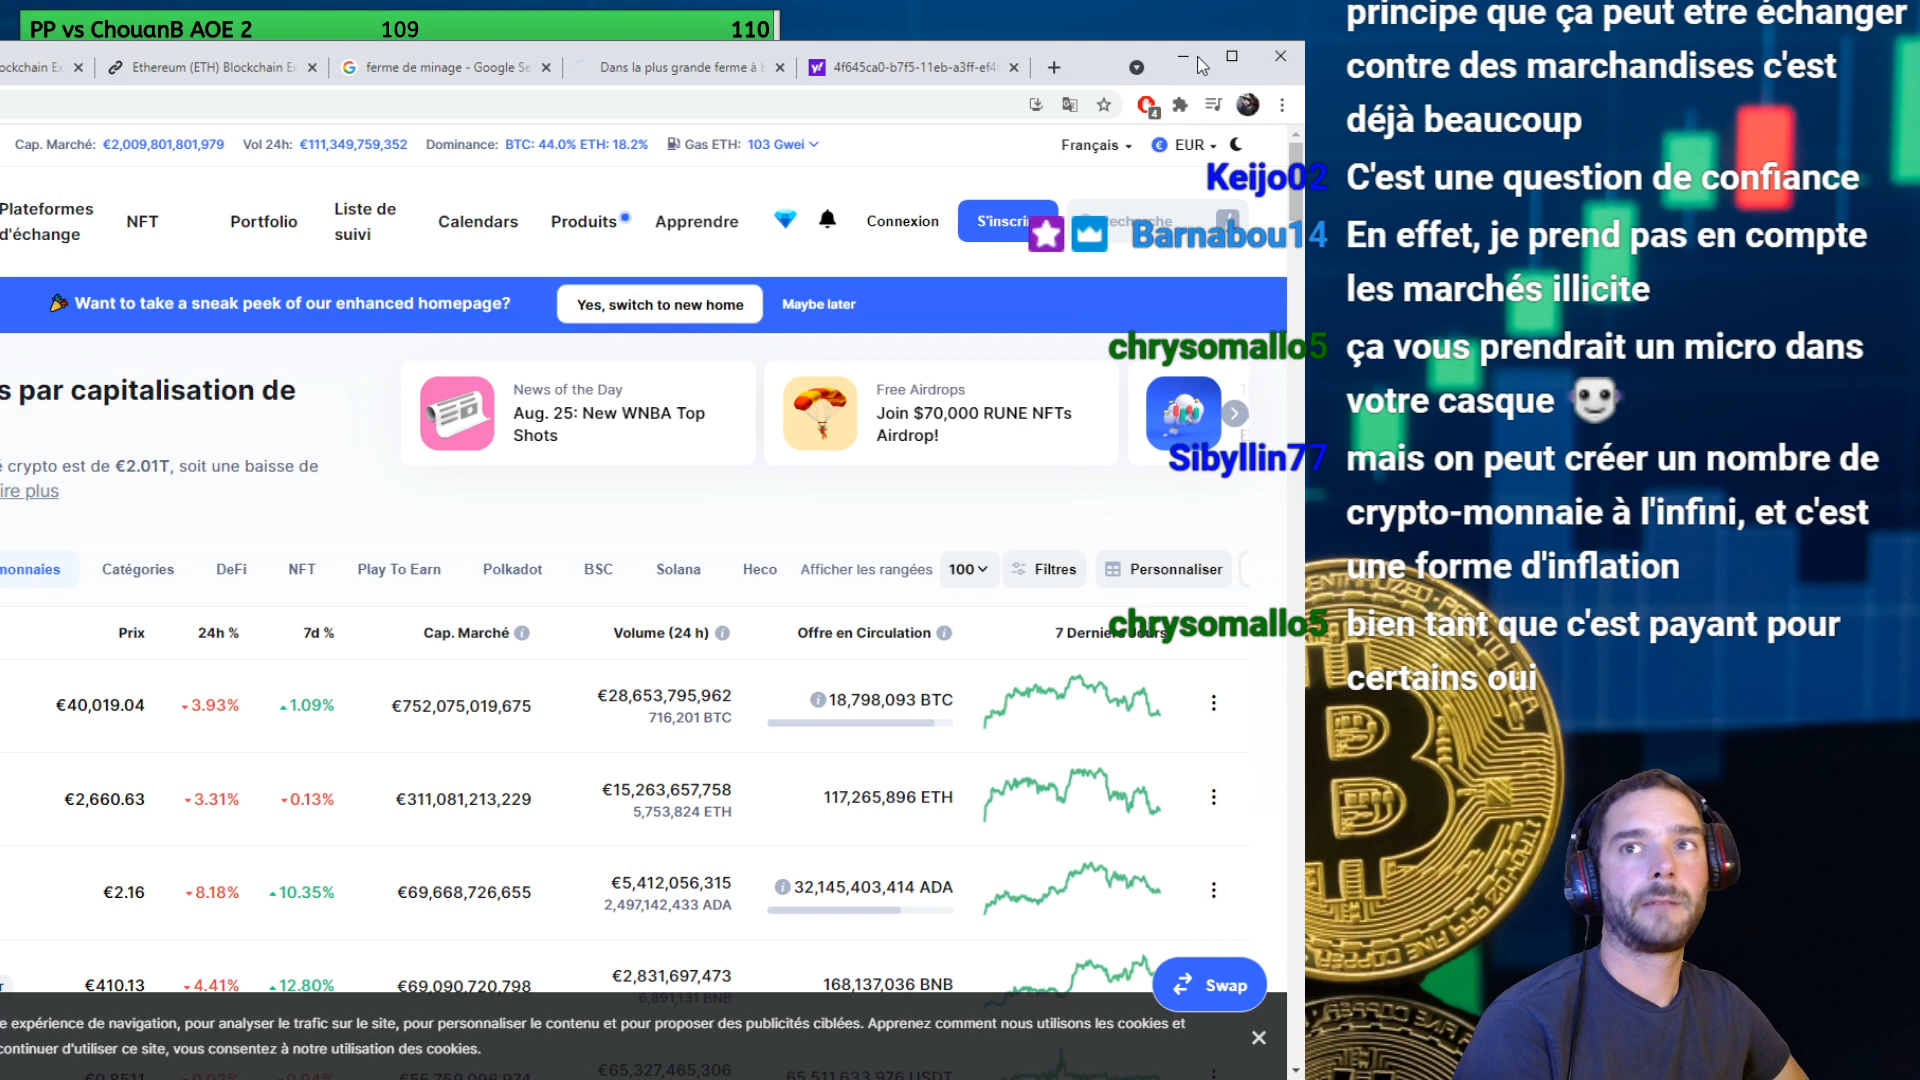 PP vs ChouanB AOE 2 109 110
ockchain Ex
Ethereum (ETH) Blockchain Ex
ferme de minage - Google Se
Dans la plus grande ferme à b
4f645ca0-b7f5-11eb-a3ff-ef4
4
Cap. Marché: €2,009,801,801,979 Vol 24h: €111,349,759,352 Dominance: BTC: 44.0% ETH: 18.2% Gas ETH: 103 Gwei
Français EUR
Plateformes
d'échange
NFT
Portfolio
Liste de
suivi
Calendars
Produits
Apprendre
Connexion
S'inscri
Want to take a sneak peek of our enhanced homepage?
Yes, switch to new home
Maybe later
s par capitalisation de
News of the Day
Aug. 25: New WNBA Top
Shots
Free Airdrops
Join $70,000 RUNE NFTs
Airdrop!
é crypto est de €2.01T, soit une baisse de
ire plus
monnaies Catégories DeFi NFT Play To Earn Polkadot BSC Solana Heco Afficher les rangées 100 Filtres Personnaliser
Prix 24h % 7d % Cap. Marché Volume (24 h) Offre en Circulation 7 Derniers Jours
€40,019.04 3.93% 1.09% €752,075,019,675 €28,653,795,962 18,798,093 BTC
716,201 BTC
€2,660.63 3.31% 0.13% €311,081,213,229 €15,263,657,758 117,265,896 ETH
5,753,824 ETH
€2.16 8.18% 10.35% €69,668,726,655 €5,412,056,315 32,145,403,414 ADA
2,497,142,433 ADA
r €410.13 4.41% 12.80% €69,090,720,798 €2,831,697,473 168,137,036 BNB
6,891,131 BNB
Swap
e expérience de navigation, pour analyser le trafic sur le site, pour personnaliser le contenu et pour proposer des publicités ciblées. Apprenez comment nous utilisons les cookies et
continuer d'utiliser ce site, vous consentez à notre utilisation des cookies.
€65,327,465,306
principe que ça peut etre échanger
contre des marchandises c'est
déjà beaucoup
Keijo02 C'est une question de confiance
Barnabou14 En effet, je prend pas en compte
les marchés illicite
chrysomallo5 ça vous prendrait un micro dans
votre casque
Sibyllin77 mais on peut créer un nombre de
crypto-monnaie à l'infini, et c'est
une forme d'inflation
chrysomallo5 bien tant que c'est payant pour
certains oui